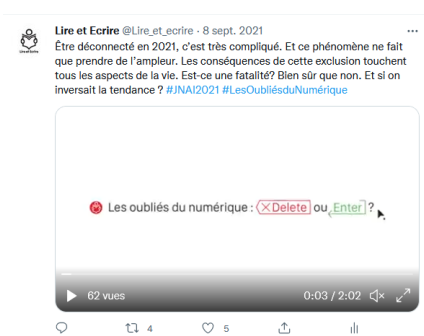 Lire et Ecrire @Lire_et_ecrire · 8 sept. 2021
Être déconnecté en 2021, c'est très compliqué. Et ce phénomène ne fait
que prendre de l'ampleur. Les conséquences de cette exclusion touchent
tous les aspects de la vie. Est-ce une fatalité? Bien sûr que non. Et si on
inversait la tendance ? #JNAI2021 #LesOubliésduNumérique
Les oubliés du numérique : Delete ou Enter ?
62 vues 0:03 / 2:02
4 5